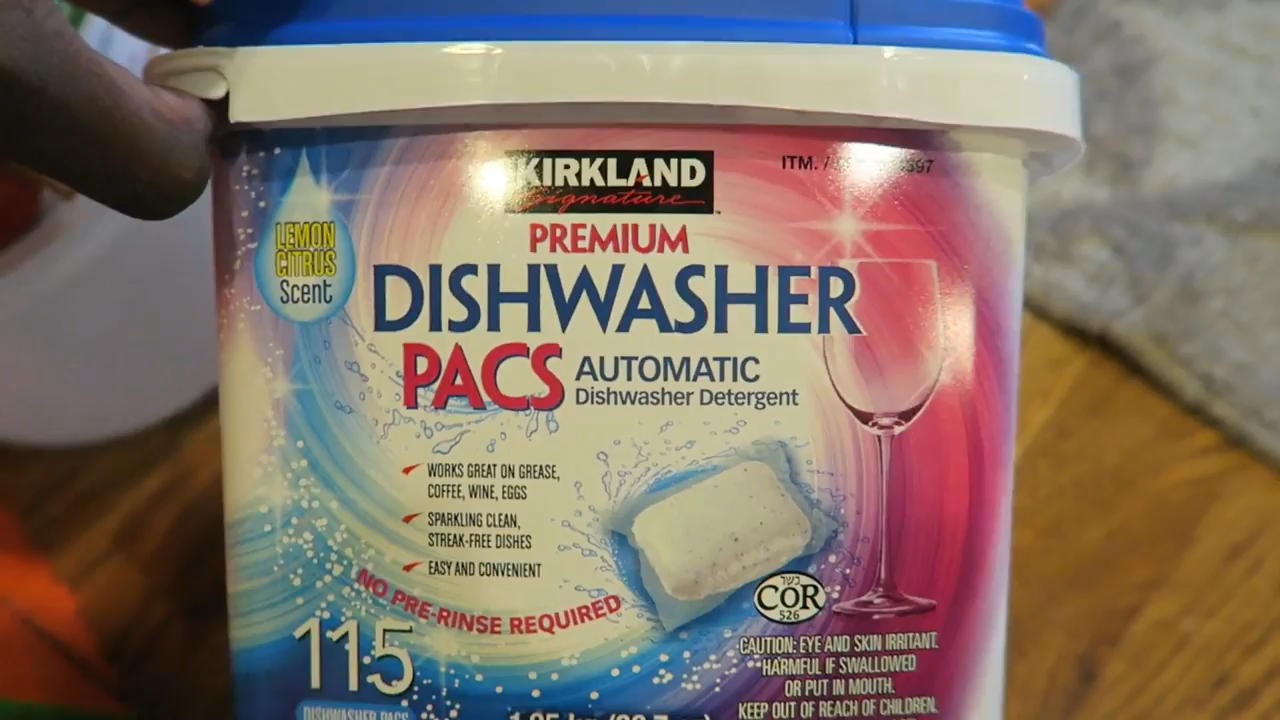 KIRKLAND
Signature
ITM. /
LEMON
CITRUS
Scent
PREMIUM
DISHWASHER
PACS
AUTOMATIC
Dishwasher Detergent
WORKS GREAT ON GREASE,
COFFEE, WINE, EGGS
SPARKLING CLEAN,
STREAK-FREE DISHES
EASY AND CONVENIENT
NO PRE-RINSE REQUIRED
115
DISHWASHER PACS
כשר
COR
526
CAUTION: EYE AND SKIN IRRITANT.
HARMFUL IF SWALLOWED
OR PUT IN MOUTH.
KEEP OUT OF REACH OF CHILDREN.